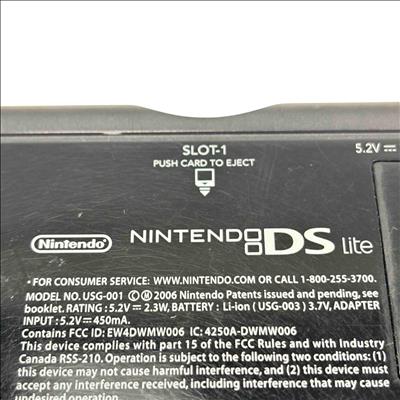 SLOT-1
PUSH CARD TO EJECT
5.2V ⎓
Nintendo
NINTENDO DS Lite
•FOR CONSUMER SERVICE: WWW.NINTENDO.COM OR CALL 1-800-255-3700.
MODEL NO. USG-001 ⒸⓂ2006 Nintendo Patents issued and pending, see
booklet. RATING : 5.2V⎓ 2.3W, BATTERY : Li-ion ( USG-003 ) 3.7V, ADAPTER
INPUT : 5.2V⎓450mA.
Contains FCC ID: EW4DWMW006 IC: 4250A-DWMW006
This device complies with part 15 of the FCC Rules and with Industry
Canada RSS-210. Operation is subject to the following two conditions: (1)
this device may not cause harmful interference, and (2) this device must
accept any interference received, including interference that may cause
undesired operation.